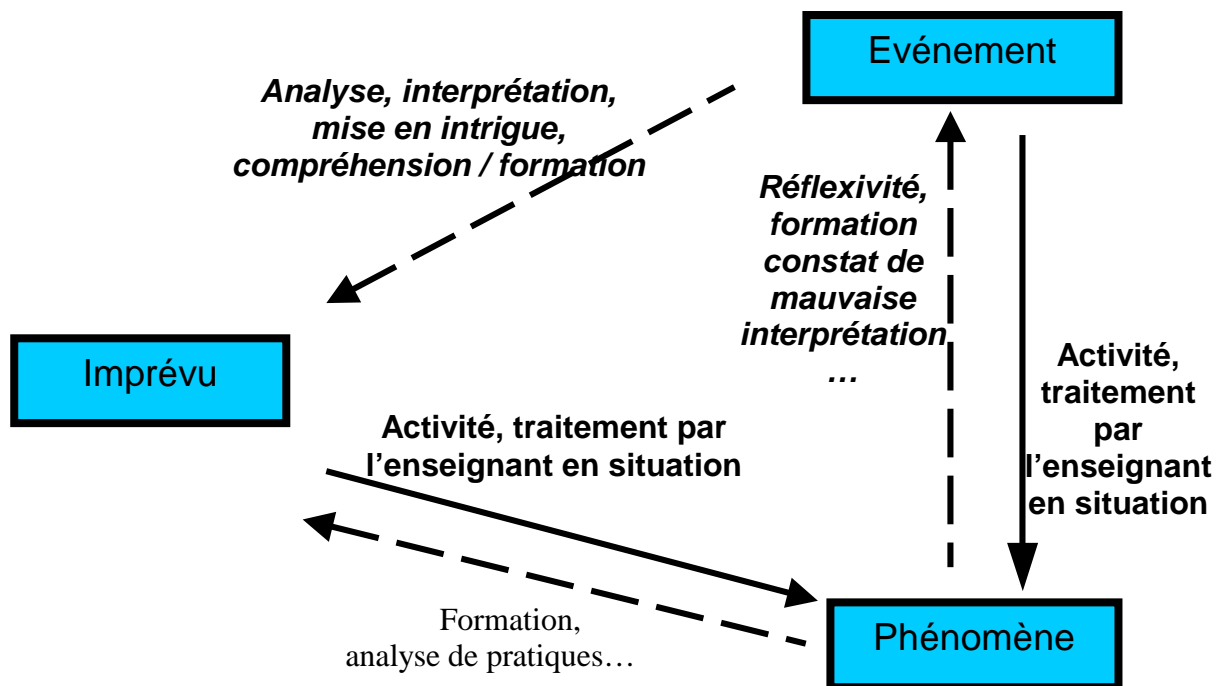 Evénement
Analyse, interprétation,
mise en intrigue,
compréhension / formation
Réflexivité,
formation
constat de
mauvaise
interprétation
…
Imprévu
Activité,
traitement
par
l’enseignant
en situation
Activité, traitement par
l’enseignant en situation
Formation,
analyse de pratiques…
Phénomène